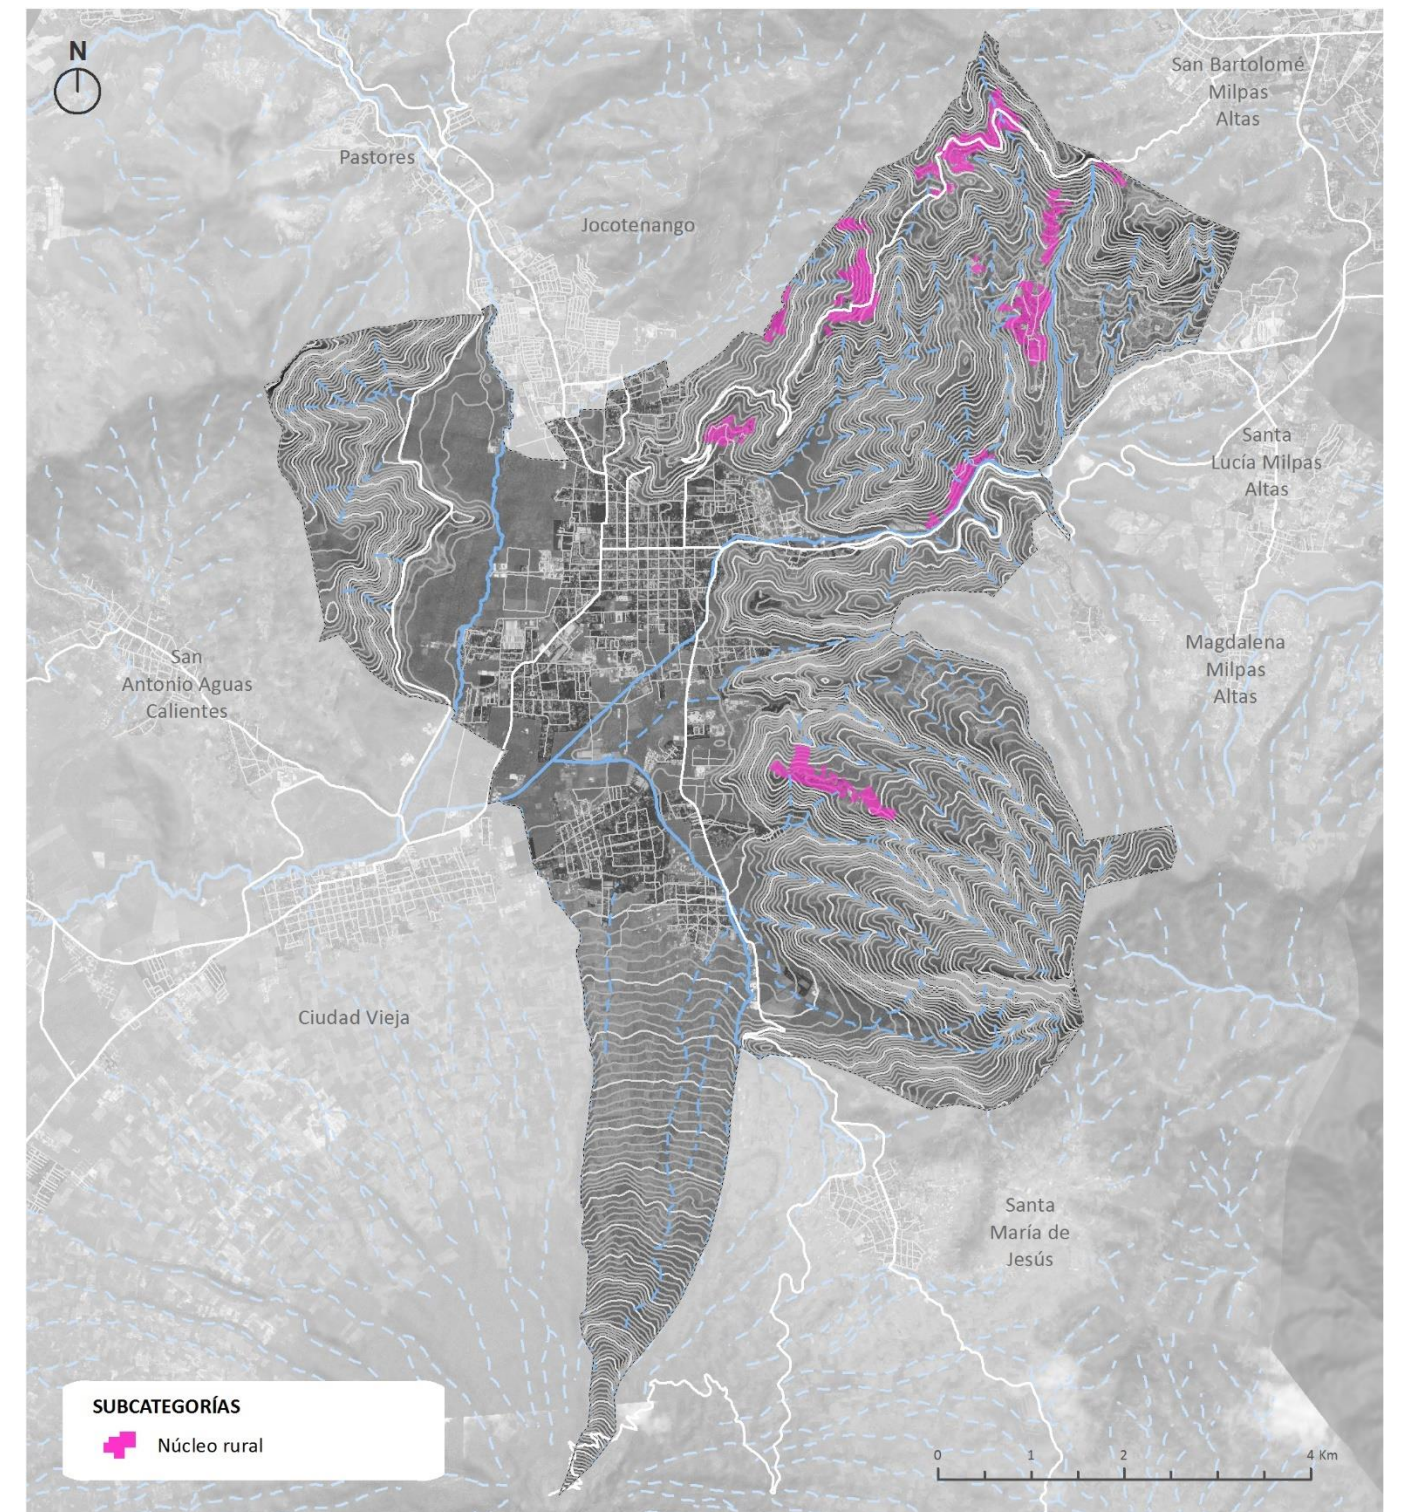 N
San Bartolomé
Milpas
Altas
Pastores
Jocotenango
Santa
Lucía Milpas
Altas
San
Antonio Aguas
Calientes
Magdalena
Milpas
Altas
Ciudad Vieja
Santa
María de
Jesús
SUBCATEGORÍAS
Núcleo rural
0 1 2 4 Km